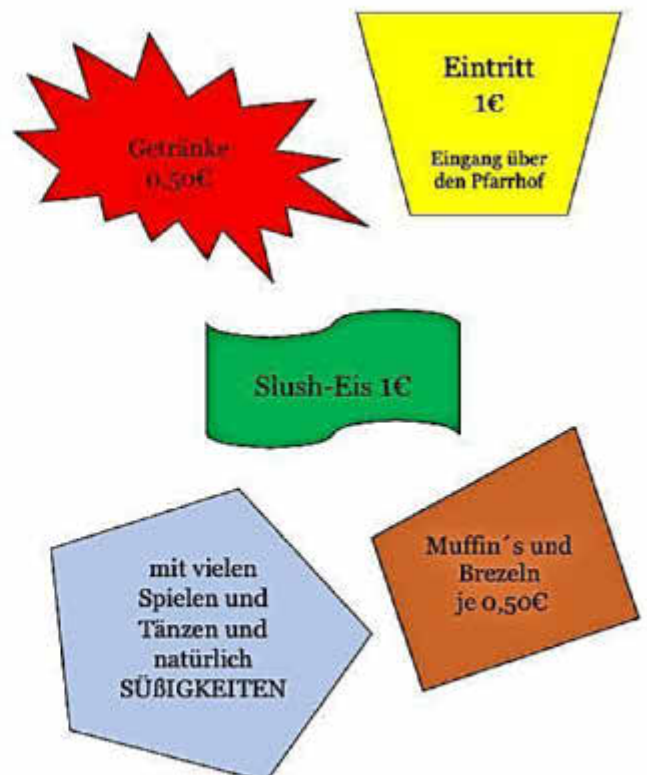 Getränke
0,50€
Eintritt
1€
Eingang über
den Pfarrhof
Slush-Eis 1€
mit vielen
Spielen und
Tänzen und
natürlich
SÜßIGKEITEN
Muffin´s und
Brezeln
je 0,50€